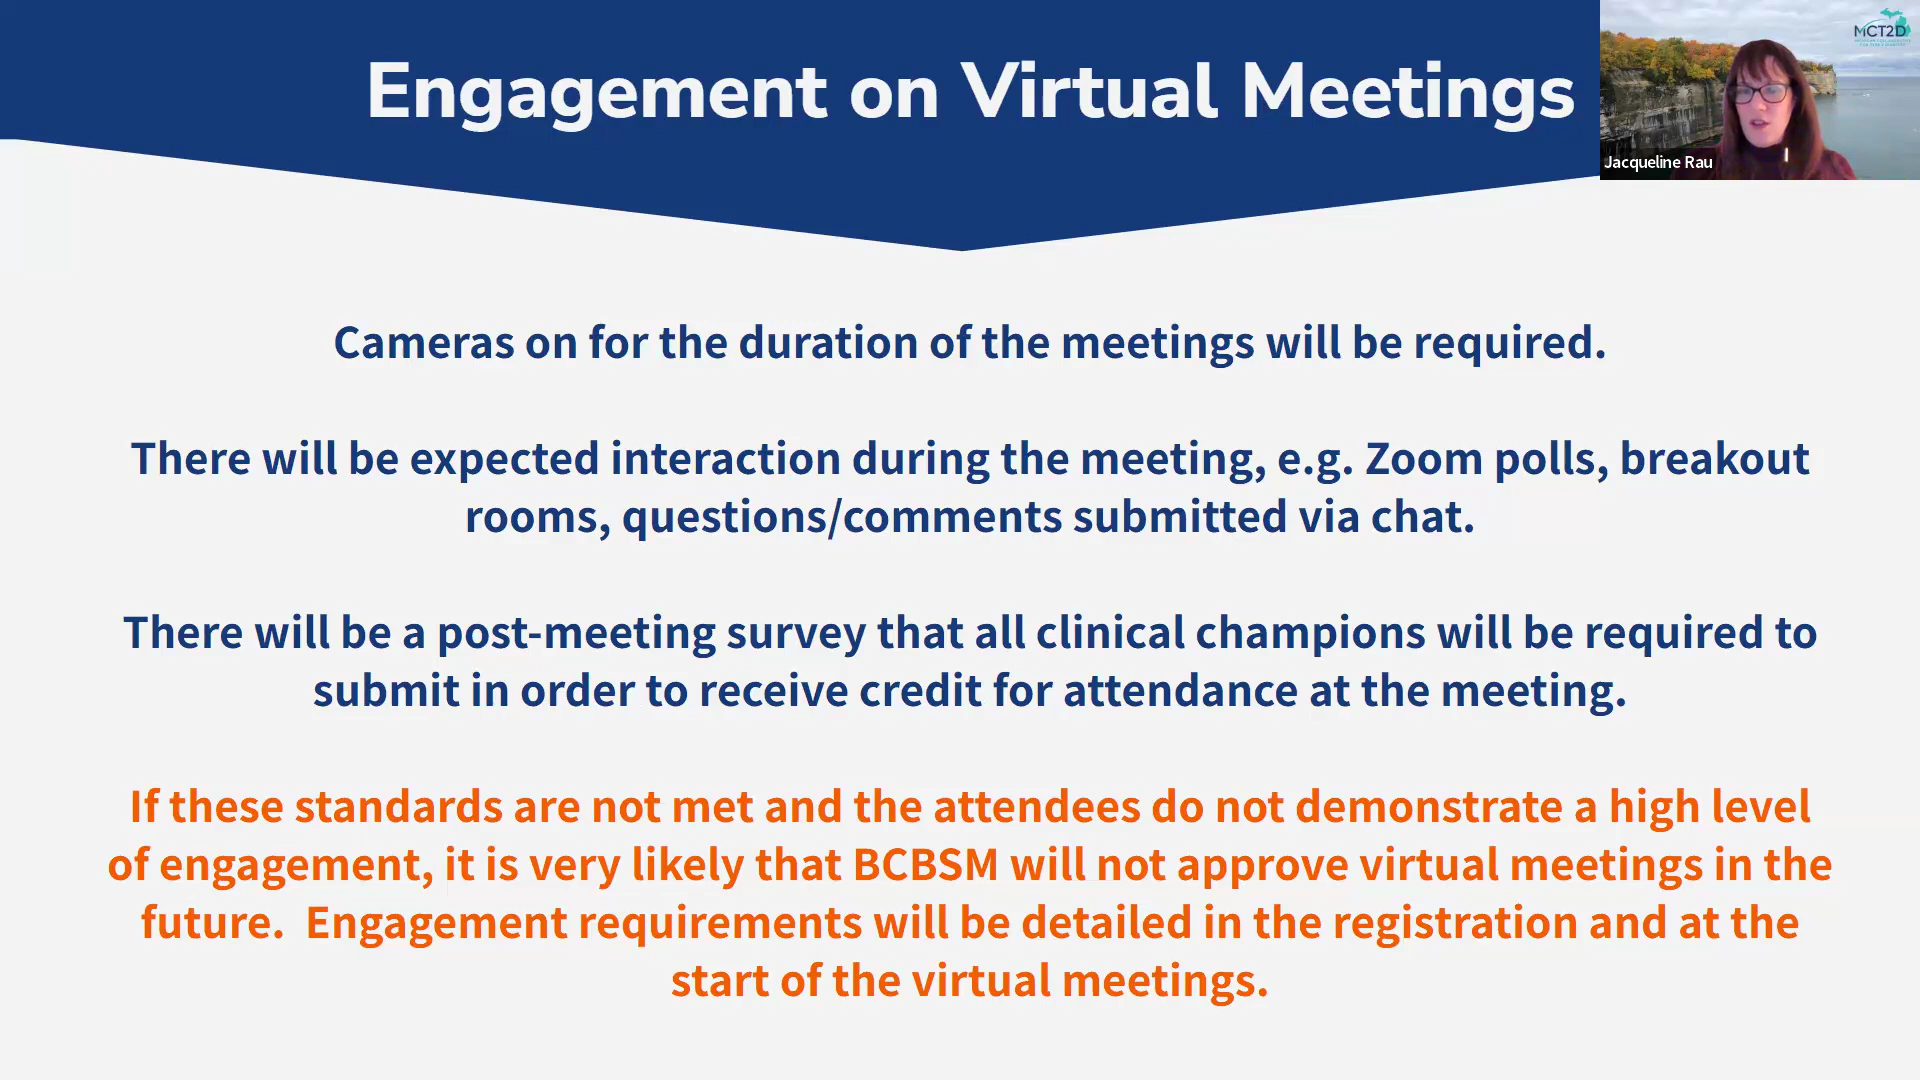 Engagement on Virtual Meetings
MCT2D
Jacqueline Rau
Cameras on for the duration of the meetings will be required.
There will be expected interaction during the meeting, e.g. Zoom polls, breakout
rooms, questions/comments submitted via chat.
There will be a post-meeting survey that all clinical champions will be required to
submit in order to receive credit for attendance at the meeting.
If these standards are not met and the attendees do not demonstrate a high level
of engagement, it is very likely that BCBSM will not approve virtual meetings in the
future.  Engagement requirements will be detailed in the registration and at the
start of the virtual meetings.